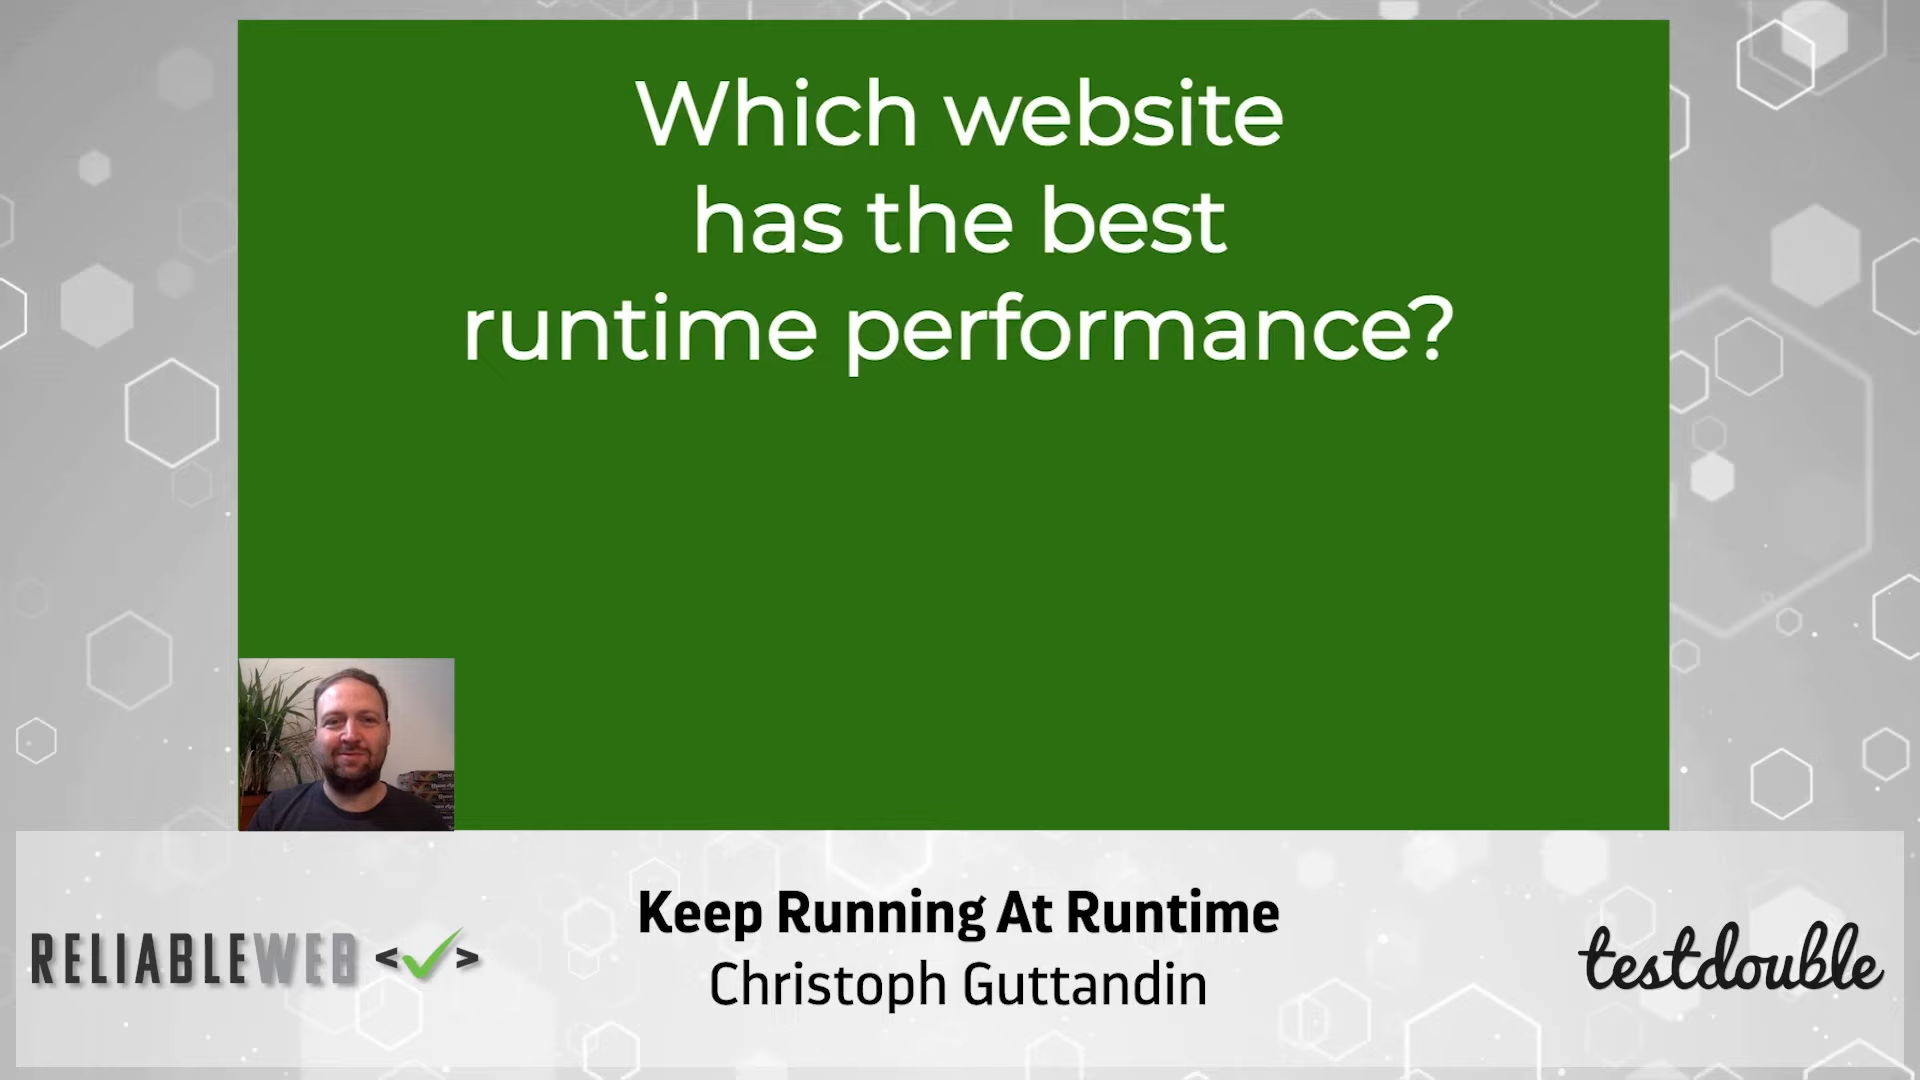 Which website
has the best
runtime performance?
Keep Running At Runtime
Christoph Guttandin
RELIABLEWEB <✓>
testdouble